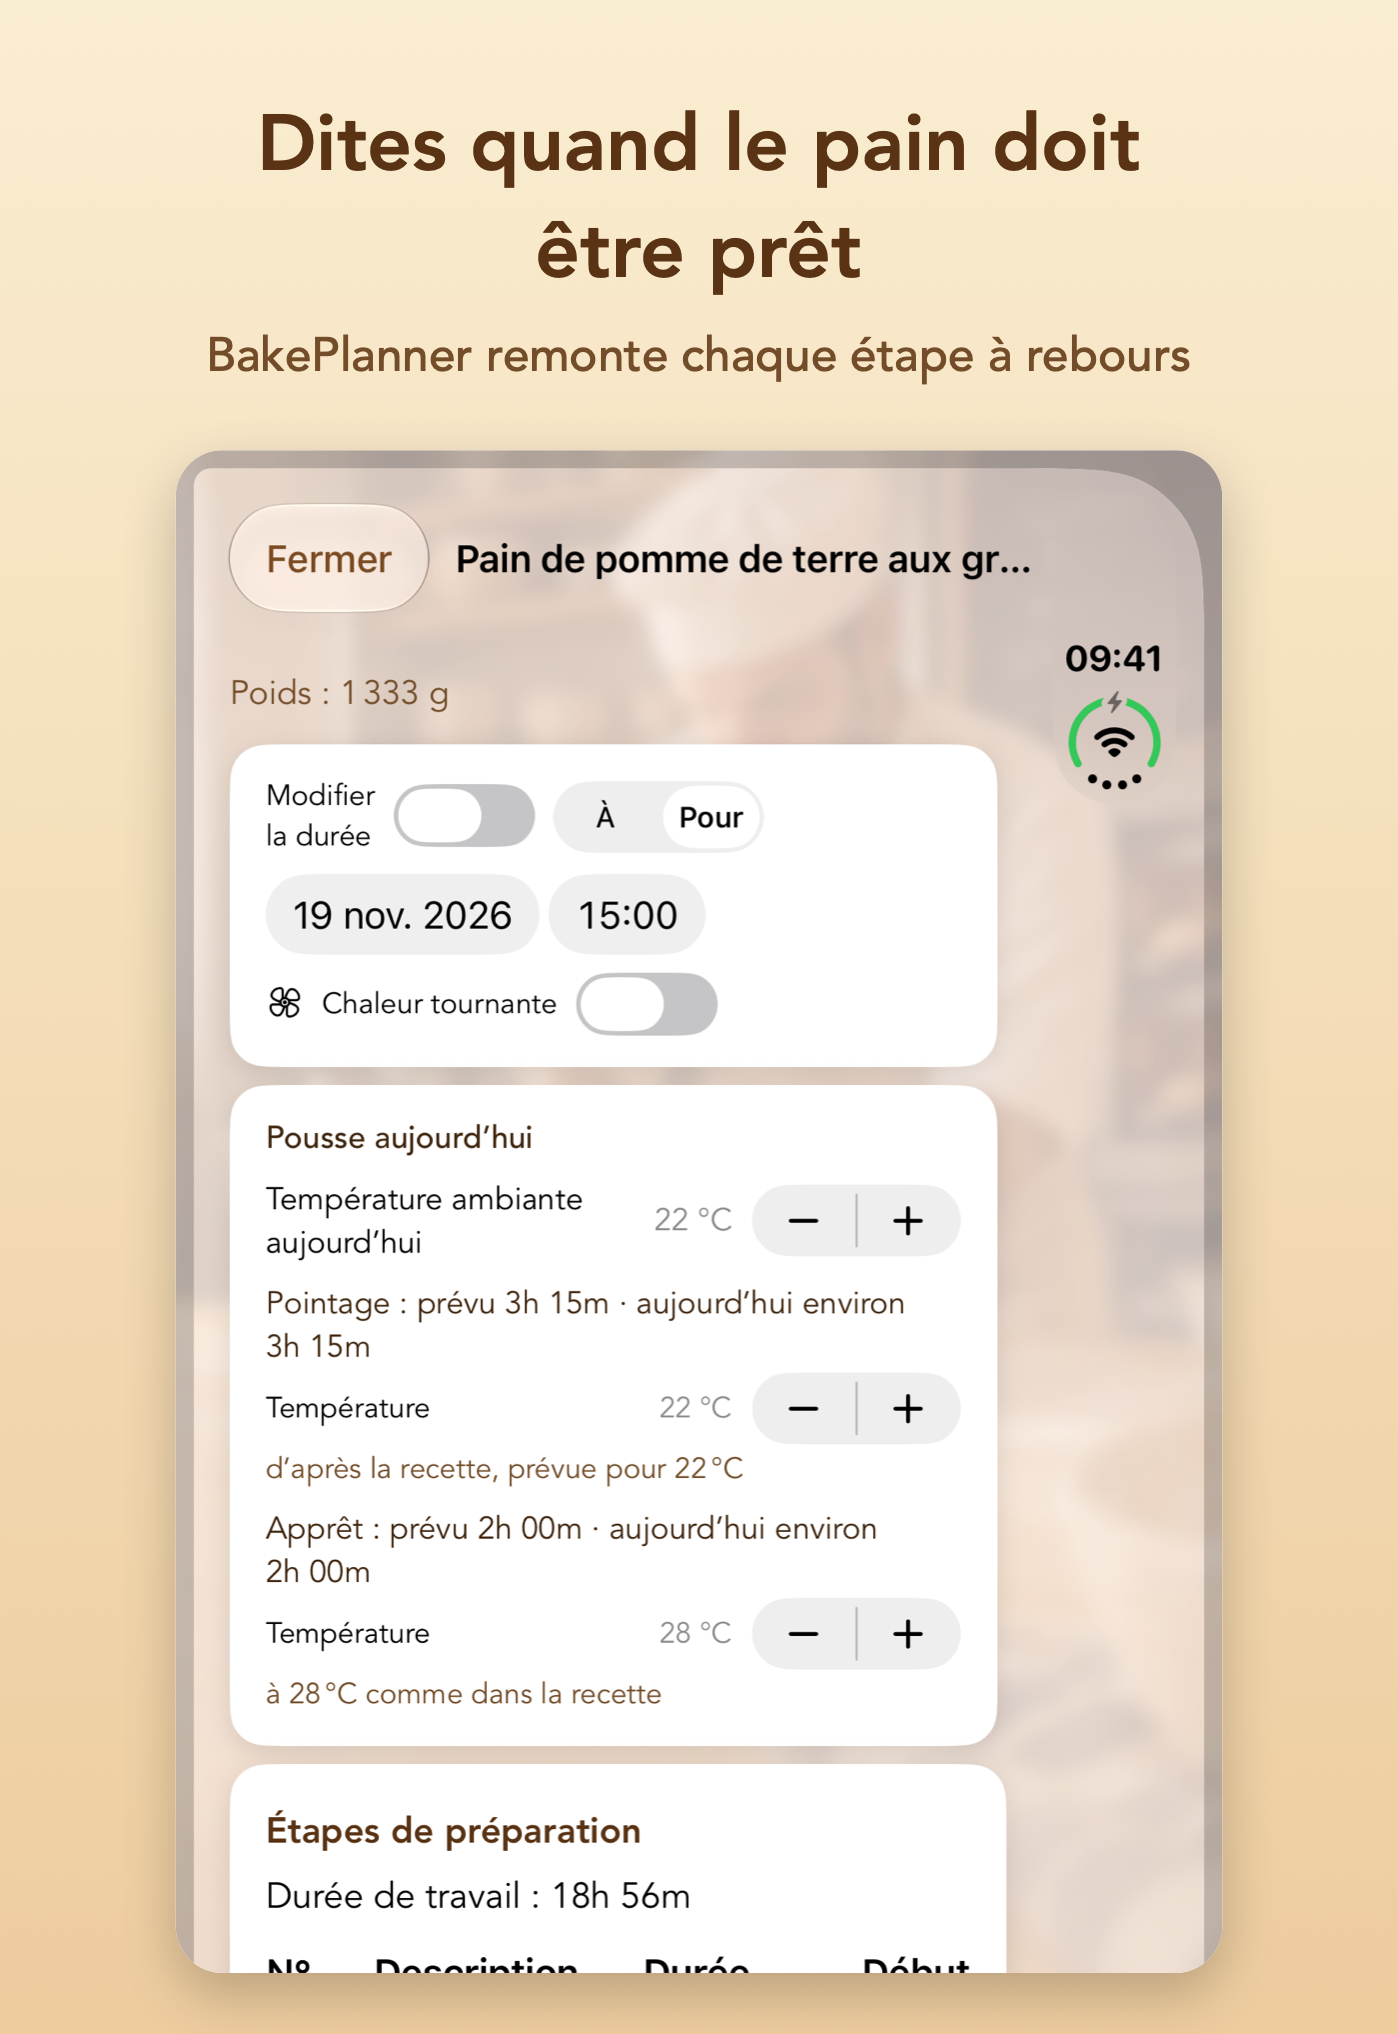 Dites quand le pain doit
être prêt
BakePlanner remonte chaque étape à rebours
Fermer
Pain de pomme de terre aux gr...
09:41
Poids : 1 333 g
Modifier
la durée
À
Pour
19 nov. 2026
15:00
Chaleur tournante
Pousse aujourd’hui
Température ambiante
aujourd’hui
22 °C
− +
Pointage : prévu 3h 15m · aujourd’hui environ
3h 15m
Température
22 °C
− +
d’après la recette, prévue pour 22 °C
Apprêt : prévu 2h 00m · aujourd’hui environ
2h 00m
Température
28 °C
− +
à 28 °C comme dans la recette
Étapes de préparation
Durée de travail : 18h 56m
Nº Description Durée Début